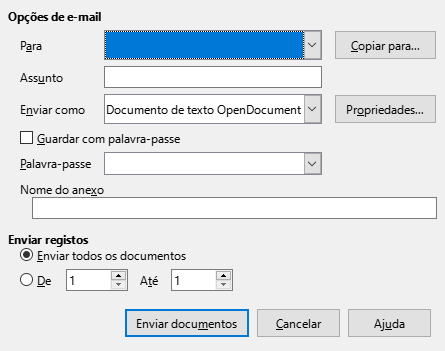 Opções de e-mail
Para
Copiar para...
Assunto
Enviar como Documento de texto OpenDocument Propriedades...
Guardar com palavra-passe
Palavra-passe
Nome do anexo
Enviar registos
Enviar todos os documentos
De 1 Até 1
Enviar documentos Cancelar Ajuda